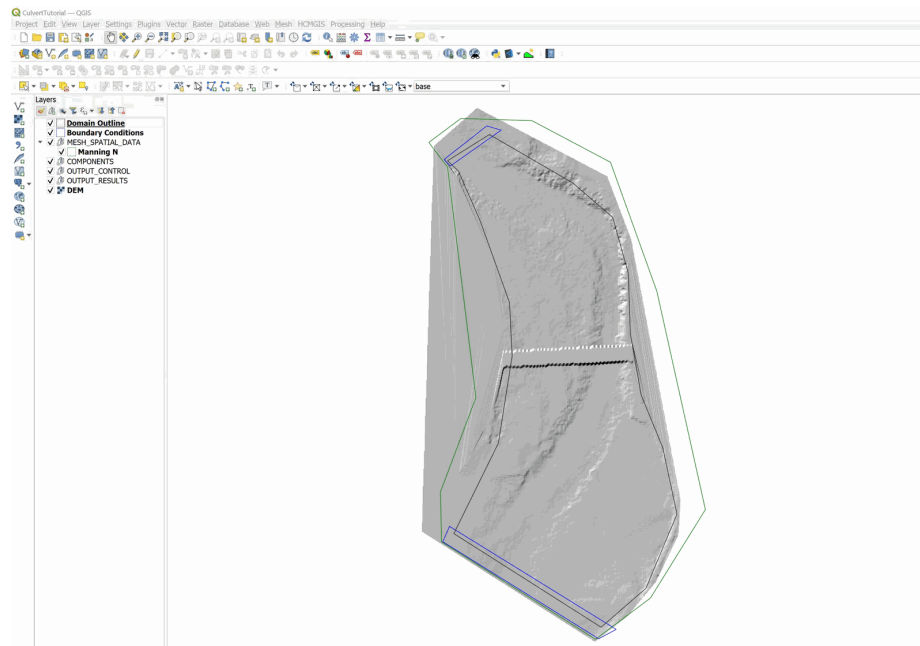 CulvertTutorial — QGIS
Project Edit View Layer Settings Plugins Vector Raster Database Web Mesh HCMGIS Processing Help
base
Layers
Domain Outline
Boundary Conditions
MESH_SPATIAL_DATA
Manning N
COMPONENTS
OUTPUT_CONTROL
OUTPUT_RESULTS
DEM